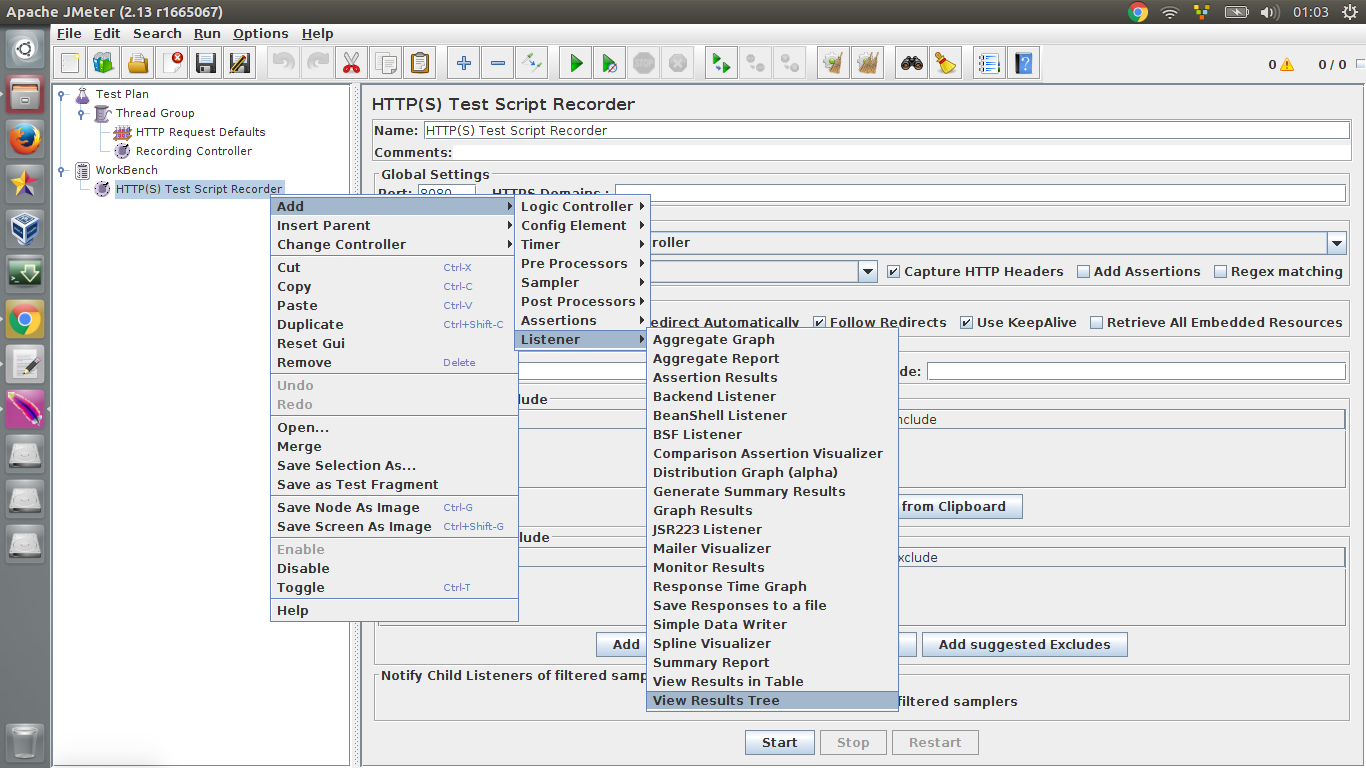 Apache JMeter (2.13 r1665067)
01:03
File Edit Search Run Options Help
0 0 / 0
Test Plan
Thread Group
HTTP Request Defaults
Recording Controller
WorkBench
HTTP(S) Test Script Recorder
HTTP(S) Test Script Recorder
Name: HTTP(S) Test Script Recorder
Comments:
Global Settings
Port: 8080 HTTPS Domains :
roller
Capture HTTP Headers Add Assertions Regex matching
edirect Automatically Follow Redirects Use KeepAlive Retrieve All Embedded Resources
de:
lude
nclude
from Clipboard
lude
xclude
Add
Add suggested Excludes
Notify Child Listeners of filtered samp
filtered samplers
Start Stop Restart
Add
Insert Parent
Change Controller
Cut Ctrl-X
Copy Ctrl-C
Paste Ctrl-V
Duplicate Ctrl+Shift-C
Reset Gui
Remove Delete
Undo
Redo
Open...
Merge
Save Selection As...
Save as Test Fragment
Save Node As Image Ctrl-G
Save Screen As Image Ctrl+Shift-G
Enable
Disable
Toggle Ctrl-T
Help
Logic Controller
Config Element
Timer
Pre Processors
Sampler
Post Processors
Assertions
Listener
Aggregate Graph
Aggregate Report
Assertion Results
Backend Listener
BeanShell Listener
BSF Listener
Comparison Assertion Visualizer
Distribution Graph (alpha)
Generate Summary Results
Graph Results
JSR223 Listener
Mailer Visualizer
Monitor Results
Response Time Graph
Save Responses to a file
Simple Data Writer
Spline Visualizer
Summary Report
View Results in Table
View Results Tree